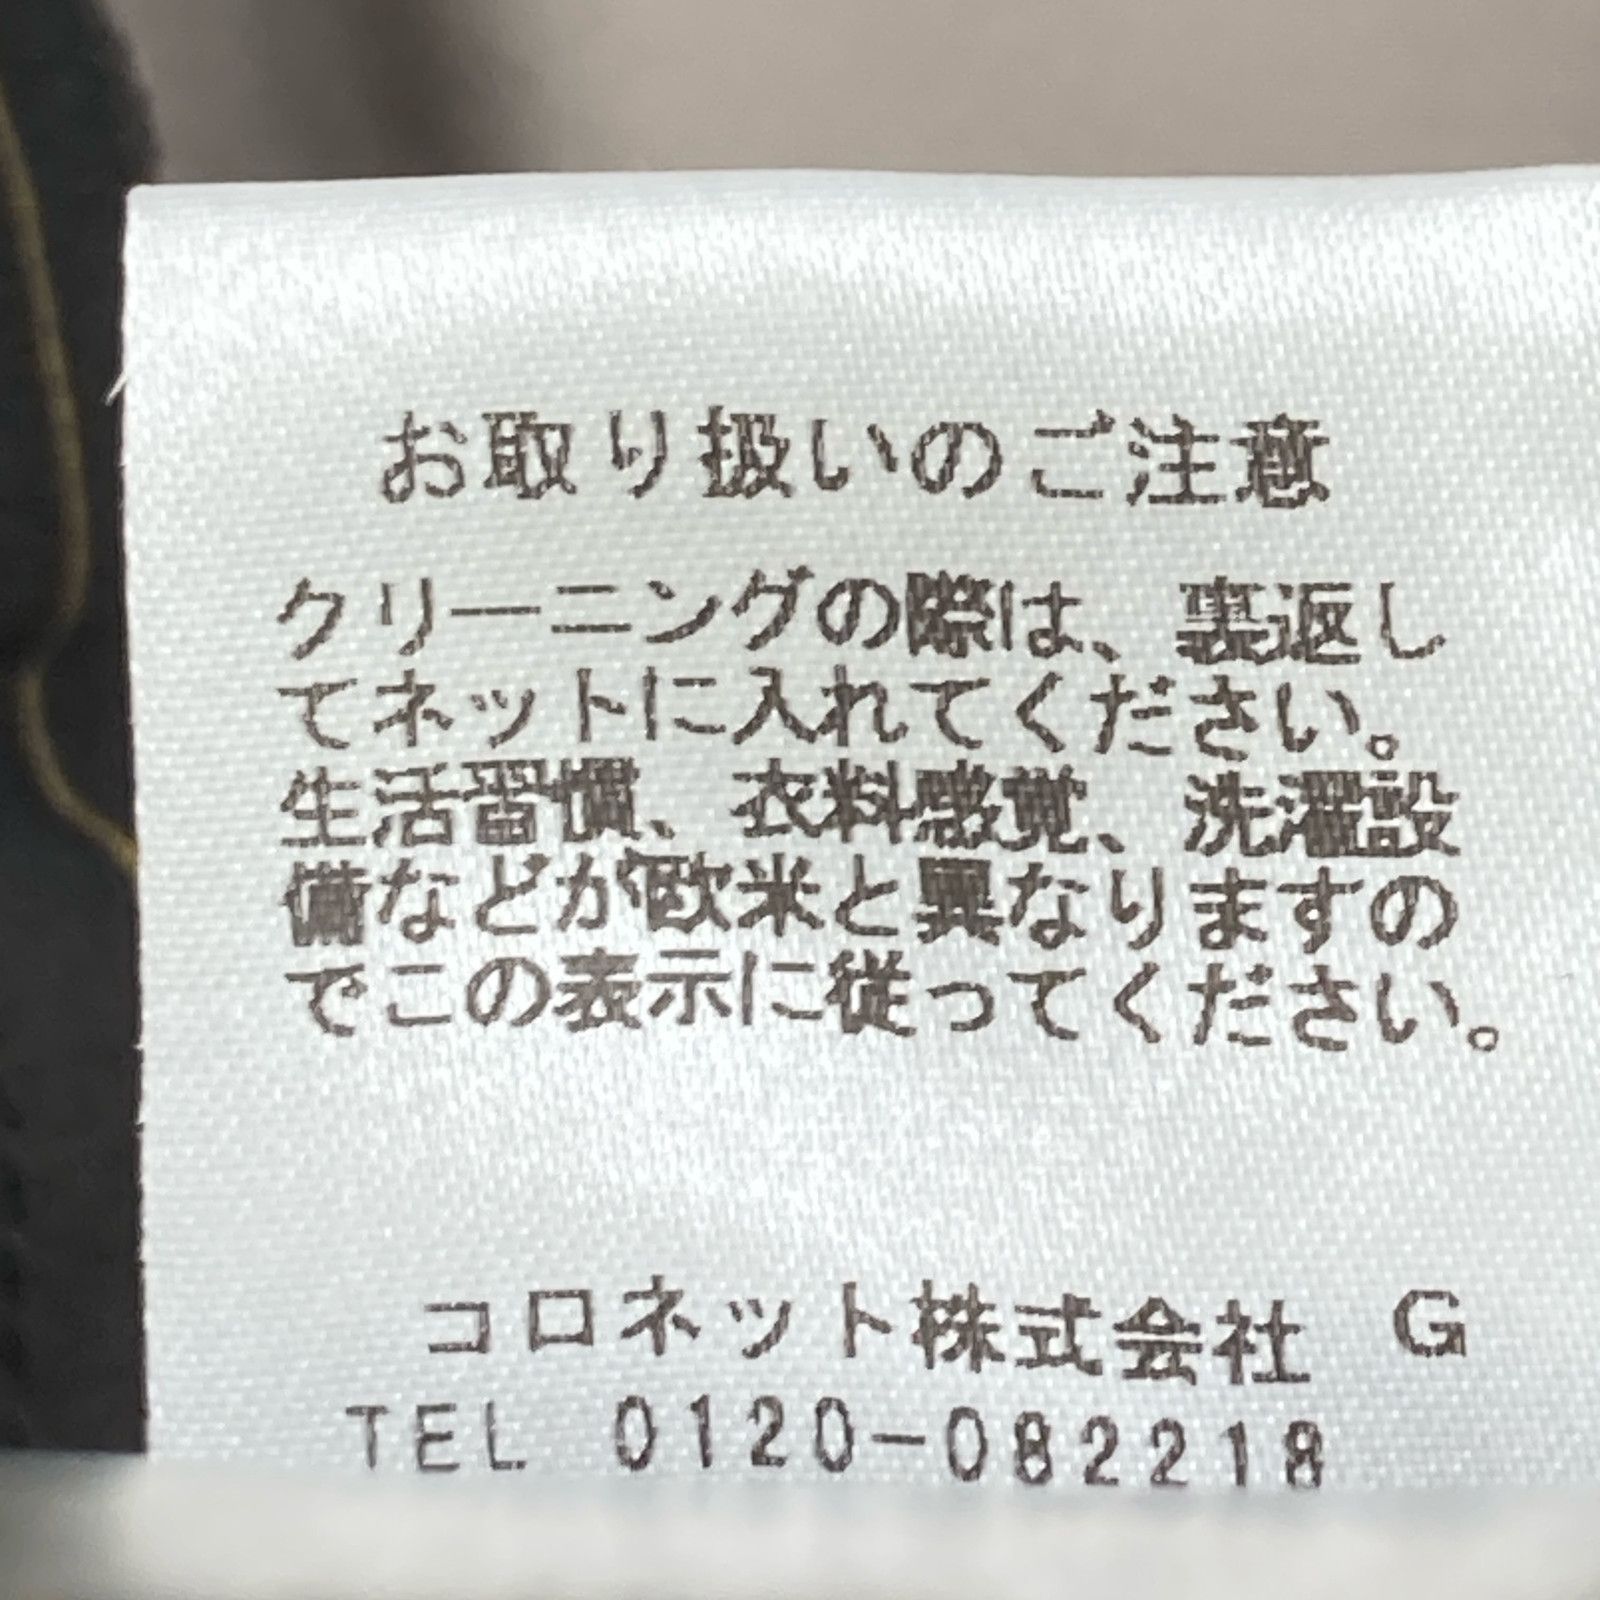 お取り扱いのご注意
クリーニングの際は、裏返し
てネットに入れてください。
生活習慣、衣料感覚、洗濯設
備などが欧米と異なりますの
でこの表示に従ってください。
コロネット株式会社 G
TEL 0120-082218